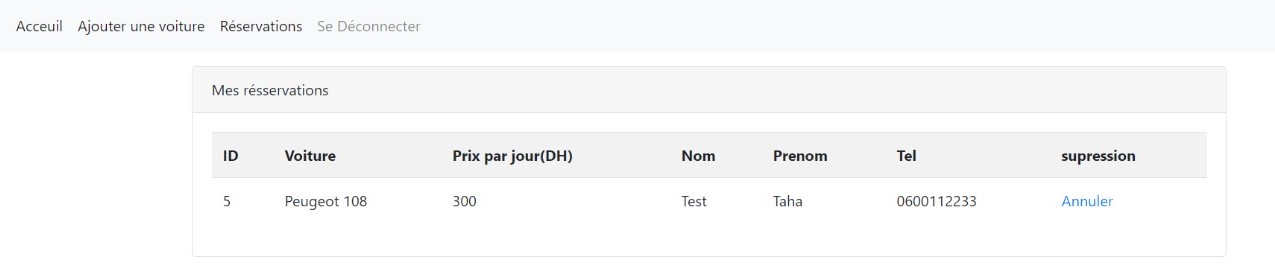 Acceuil Ajouter une voiture Réservations Se Déconnecter
Mes résservations
ID Voiture Prix par jour(DH) Nom Prenom Tel supression
5 Peugeot 108 300 Test Taha 0600112233 Annuler